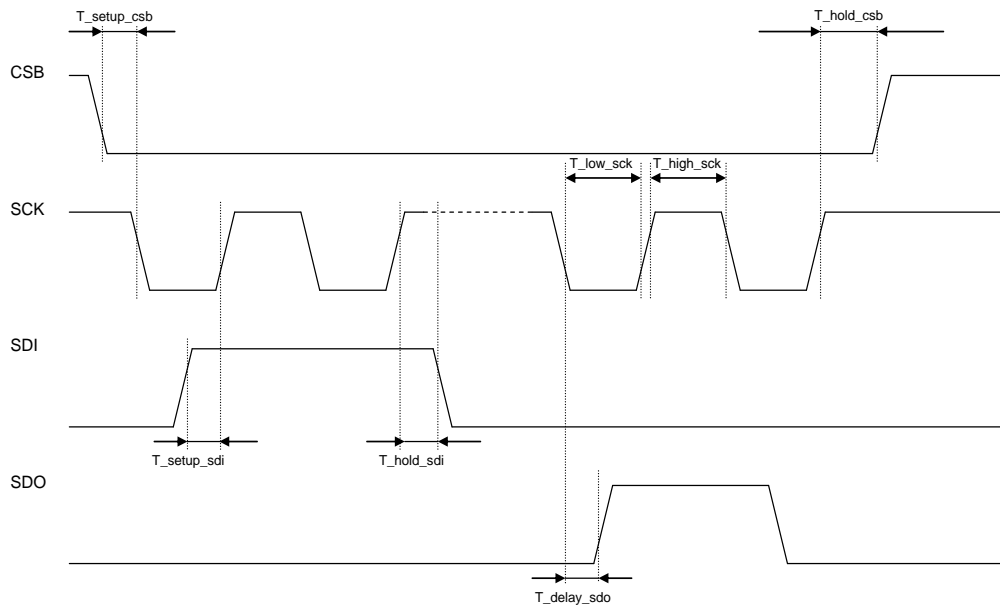 T_setup_csb
T_hold_csb
CSB
T_low_sck
T_high_sck
SCK
SDI
T_setup_sdi
T_hold_sdi
SDO
T_delay_sdo